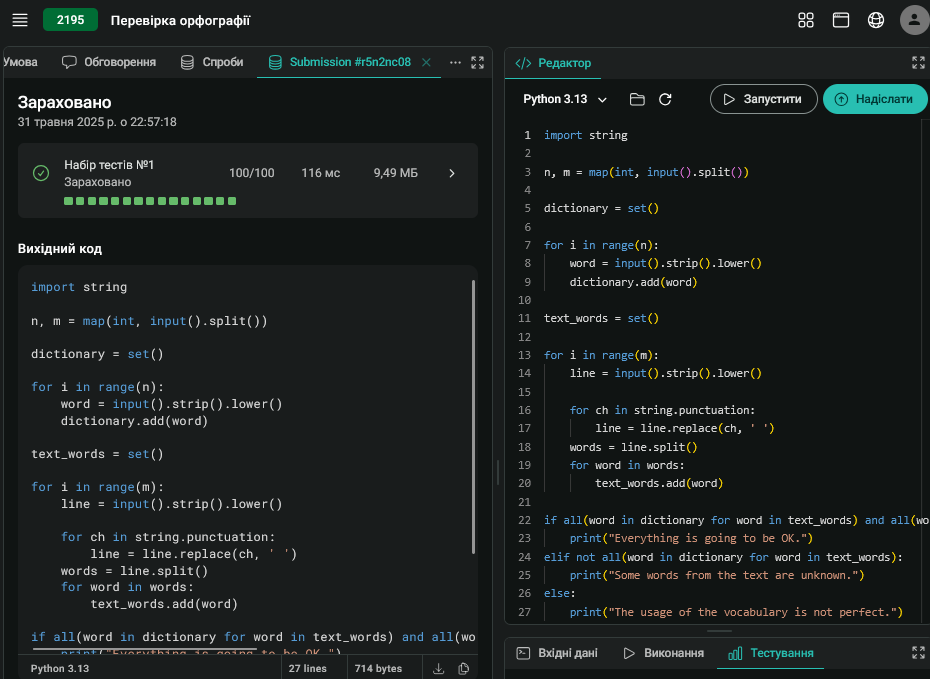 2195 Перевірка орфографії
Умова Обговорення Спроби Submission #r5n2nc08
Зараховано
31 травня 2025 р. о 22:57:18
Набір тестів №1
Зараховано
100/100 116 мс 9,49 МБ
Вихідний код
import string
n, m = map(int, input().split())
dictionary = set()
for i in range(n):
    word = input().strip().lower()
    dictionary.add(word)
text_words = set()
for i in range(m):
    line = input().strip().lower()
    for ch in string.punctuation:
        line = line.replace(ch, ' ')
    words = line.split()
    for word in words:
        text_words.add(word)
if all(word in dictionary for word in text_words) and all(wo
    print("Everything is going to be OK.")
Python 3.13 27 lines 714 bytes
Редактор
Python 3.13 Запустити Надіслати
1 import string
2
3 n, m = map(int, input().split())
4
5 dictionary = set()
6
7 for i in range(n):
8     word = input().strip().lower()
9     dictionary.add(word)
10
11 text_words = set()
12
13 for i in range(m):
14     line = input().strip().lower()
15
16     for ch in string.punctuation:
17         line = line.replace(ch, ' ')
18     words = line.split()
19     for word in words:
20         text_words.add(word)
21
22 if all(word in dictionary for word in text_words) and all(wo
23     print("Everything is going to be OK.")
24 elif not all(word in dictionary for word in text_words):
25     print("Some words from the text are unknown.")
26 else:
27     print("The usage of the vocabulary is not perfect.")
Вхідні дані Виконання Тестування